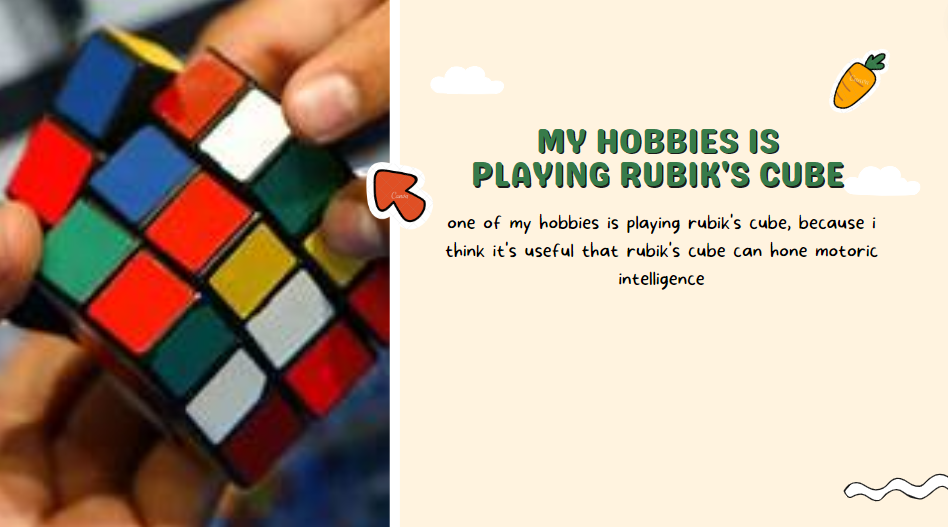 MY HOBBIES IS
PLAYING RUBIK'S CUBE
one of my hobbies is playing rubik's cube, because i
think it's useful that rubik's cube can hone motoric
intelligence
Canva